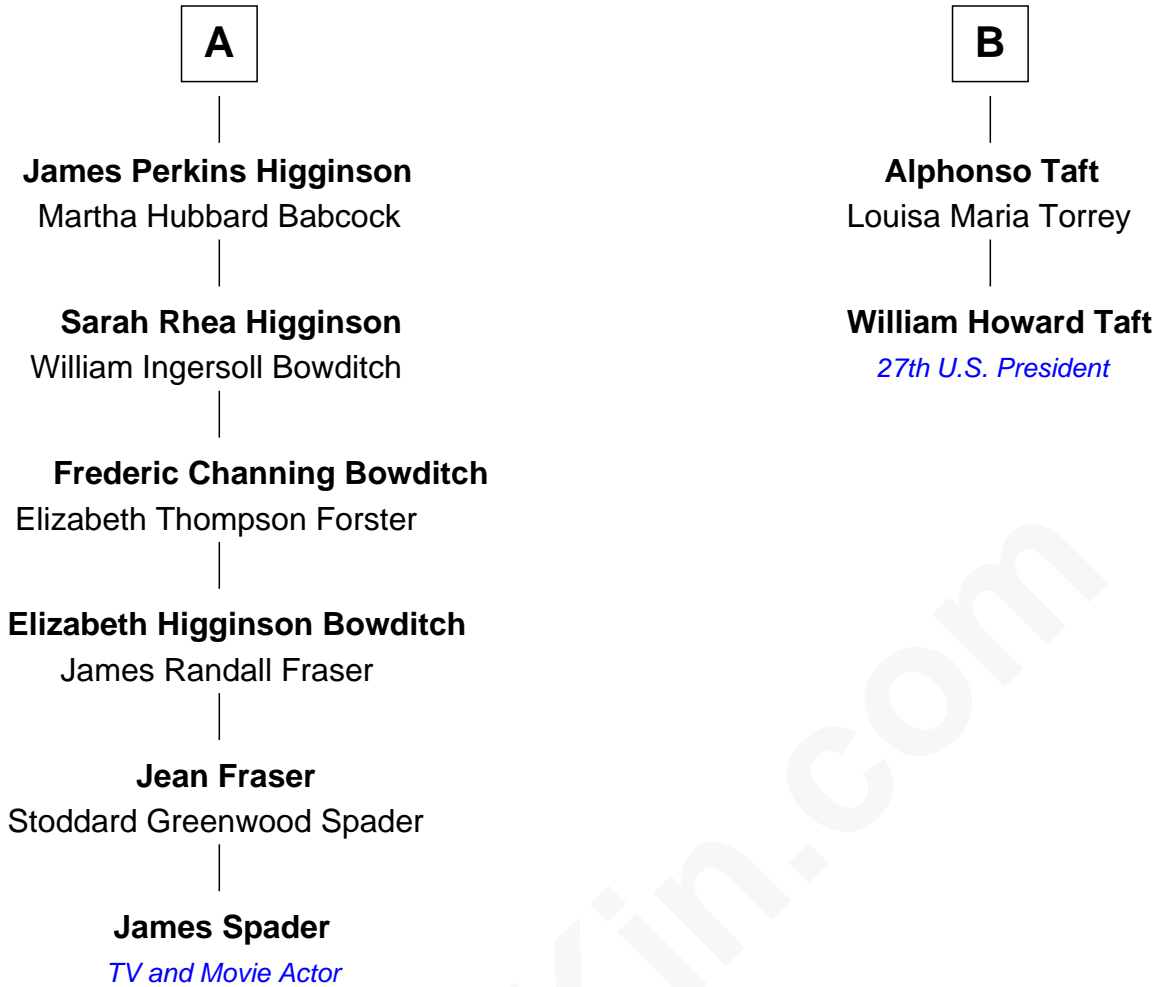 A
James Perkins Higginson
Martha Hubbard Babcock
Sarah Rhea Higginson
William Ingersoll Bowditch
Frederic Channing Bowditch
Elizabeth Thompson Forster
Elizabeth Higginson Bowditch
James Randall Fraser
Jean Fraser
Stoddard Greenwood Spader
James Spader
TV and Movie Actor
B
Alphonso Taft
Louisa Maria Torrey
William Howard Taft
27th U.S. President
in.com